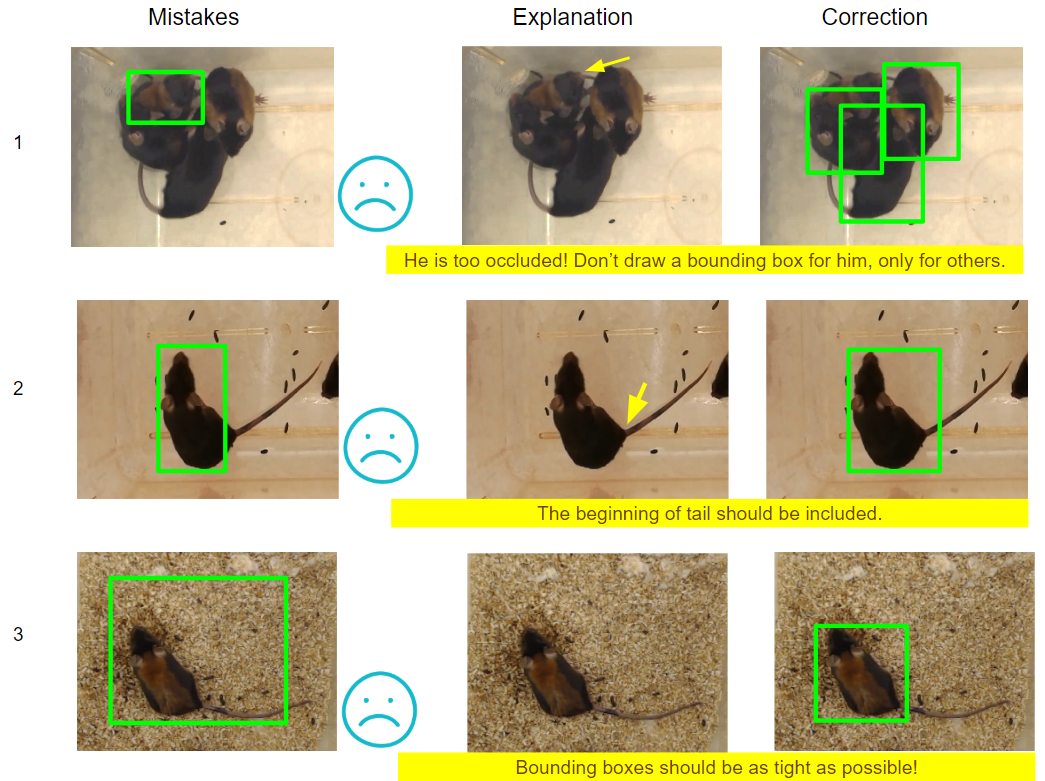 Mistakes Explanation Correction
1
He is too occluded! Don’t draw a bounding box for him, only for others.
2
The beginning of tail should be included.
3
Bounding boxes should be as tight as possible!